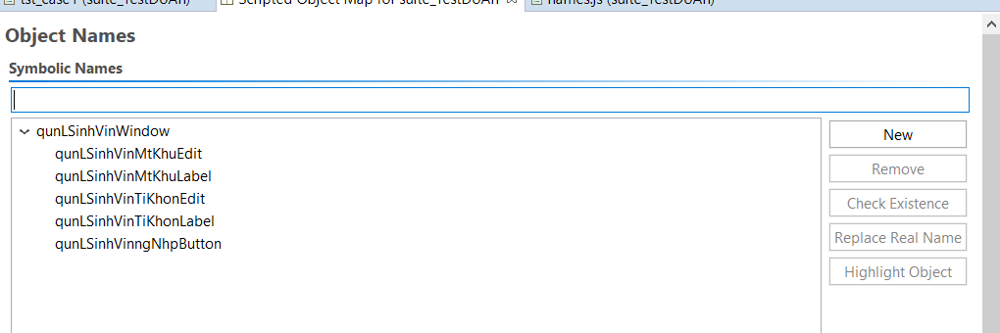 tst_case1 (suite_TestDoAn)
Scripted Object Map for suite_TestDoAn
names.js (suite_TestDoAn)
Object Names
Symbolic Names
qunLSinhVinWindow
qunLSinhVinMtKhuEdit
qunLSinhVinMtKhuLabel
qunLSinhVinTiKhonEdit
qunLSinhVinTiKhonLabel
qunLSinhVinngNhpButton
New
Remove
Check Existence
Replace Real Name
Highlight Object